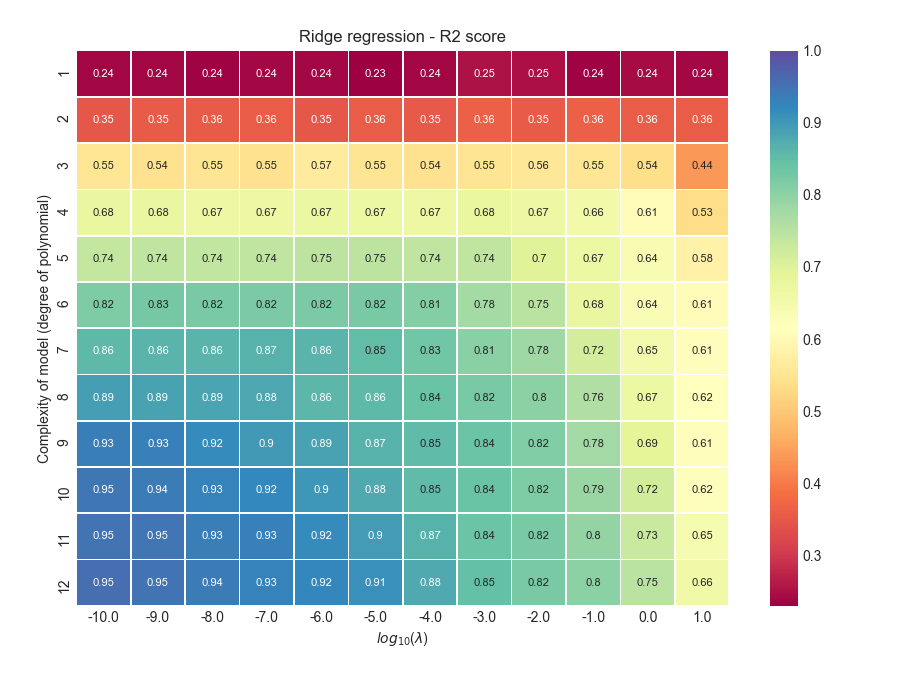 Ridge regression - R2 score
Complexity of model (degree of polynomial)
1 0.24 0.24 0.24 0.24 0.24 0.23 0.24 0.25 0.25 0.24 0.24 0.24
2 0.35 0.35 0.36 0.36 0.35 0.36 0.35 0.36 0.35 0.36 0.36 0.36
3 0.55 0.54 0.55 0.55 0.57 0.55 0.54 0.55 0.56 0.55 0.54 0.44
4 0.68 0.68 0.67 0.67 0.67 0.67 0.67 0.68 0.67 0.66 0.61 0.53
5 0.74 0.74 0.74 0.74 0.75 0.75 0.74 0.74 0.7 0.67 0.64 0.58
6 0.82 0.83 0.82 0.82 0.82 0.82 0.81 0.78 0.75 0.68 0.64 0.61
7 0.86 0.86 0.86 0.87 0.86 0.85 0.83 0.81 0.78 0.72 0.65 0.61
8 0.89 0.89 0.89 0.88 0.86 0.86 0.84 0.82 0.8 0.76 0.67 0.62
9 0.93 0.93 0.92 0.9 0.89 0.87 0.85 0.84 0.82 0.78 0.69 0.61
10 0.95 0.94 0.93 0.92 0.9 0.88 0.85 0.84 0.82 0.79 0.72 0.62
11 0.95 0.95 0.93 0.93 0.92 0.9 0.87 0.84 0.82 0.8 0.73 0.65
12 0.95 0.95 0.94 0.93 0.92 0.91 0.88 0.85 0.82 0.8 0.75 0.66
-10.0 -9.0 -8.0 -7.0 -6.0 -5.0 -4.0 -3.0 -2.0 -1.0 0.0 1.0
log₁₀(λ)
1.0
0.9
0.8
0.7
0.6
0.5
0.4
0.3